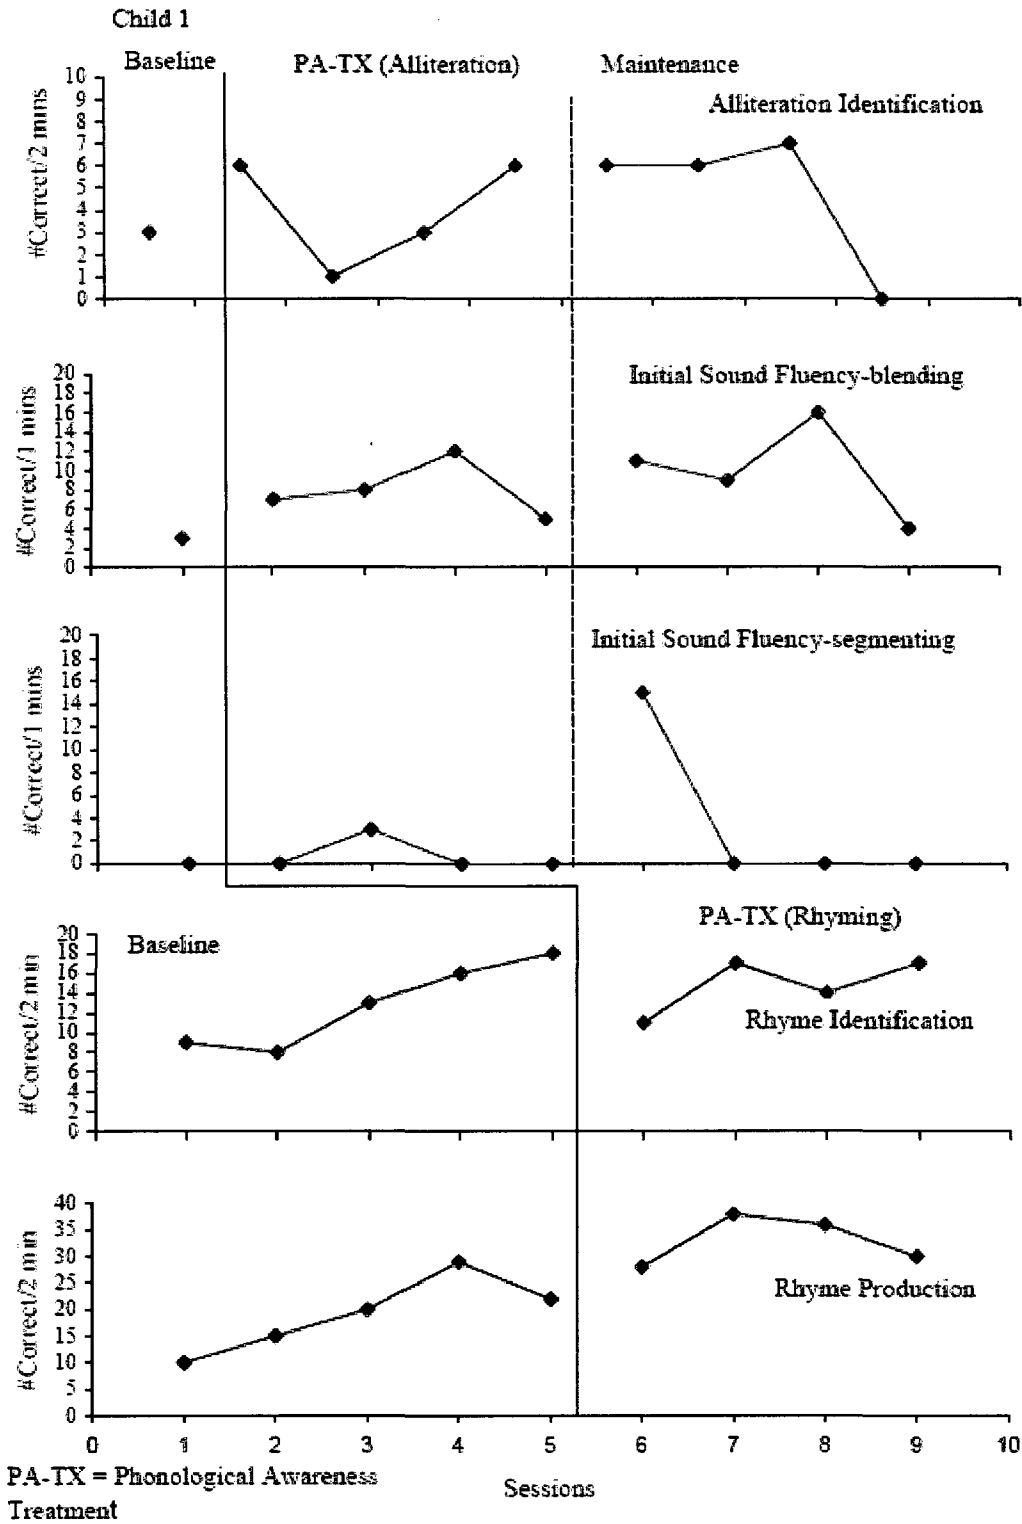 Child 1
Baseline PA-TX (Alliteration) Maintenance
Alliteration Identification
#Correct/2 mins
10
9
8
7
6
5
4
3
2
1
0
Initial Sound Fluency-blending
#Correct/1 mins
20
18
16
14
12
10
8
6
4
2
0
Initial Sound Fluency-segmenting
#Correct/1 mins
20
18
16
14
12
10
8
6
4
2
0
PA-TX (Rhyming)
Baseline
#Correct/2 min
20
18
16
14
12
10
8
6
4
2
0
Rhyme Identification
#Correct/2 min
40
35
30
25
20
15
10
5
0
Rhyme Production
0 1 2 3 4 5 6 7 8 9 10
PA-TX = Phonological Awareness
Treatment
Sessions